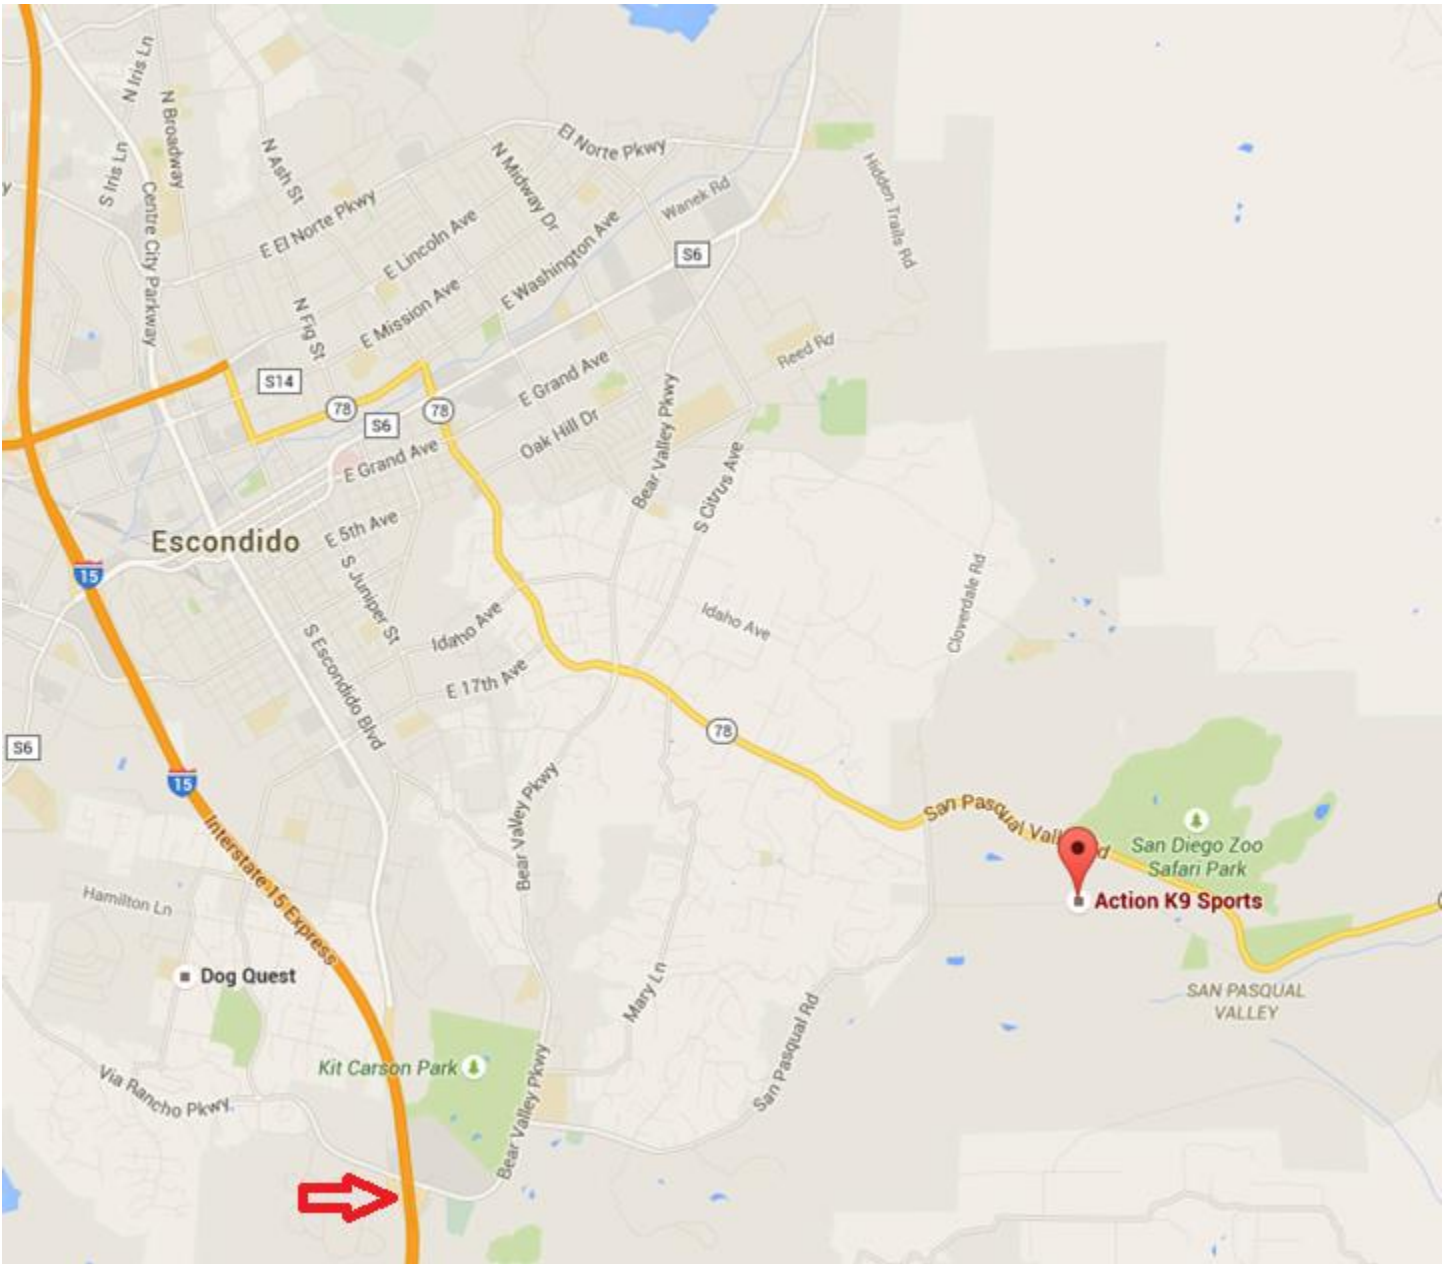 N Iris Ln
N Broadway
S Iris Ln
N Ash St
N Midway Dr
El Norte Pkwy
Hidden Trails Rd
Wanek Rd
Centre City Parkway
E El Norte Pkwy
E Lincoln Ave
E Washington Ave
S6
E Mission Ave
N Fig St
Reed Rd
S14
E Grand Ave
78
S6
78
Oak Hill Dr
Bear Valley Pkwy
E Grand Ave
S Citrus Ave
E 5th Ave
Escondido
15
S Juniper St
Idaho Ave
Idaho Ave
Cloverdale Rd
S Escondido Blvd
E 17th Ave
S6
78
15
Bear Valley Pkwy
San Diego Zoo
Safari Park
Interstate 15 Express
Hamilton Ln
Action K9 Sports
Dog Quest
Mary Ln
SAN PASQUAL
VALLEY
San Pasqual Rd
Kit Carson Park
Via Rancho Pkwy
Bear Valley Pkwy